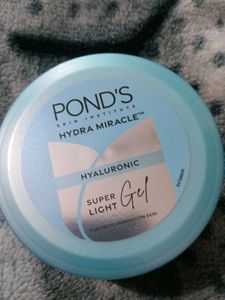 POND'S
SKIN INSTITUTE
HYDRA MIRACLE™
HYALURONIC
SUPER
LIGHT Gel